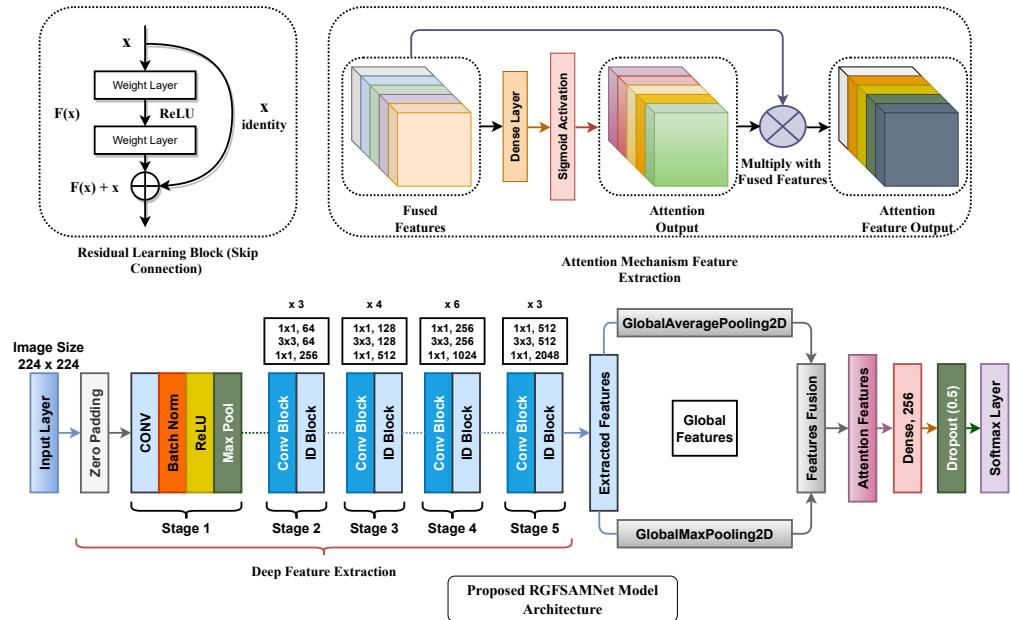 x
Weight Layer
F(x)
ReLU
x
identity
Weight Layer
F(x) + x
Residual Learning Block (Skip
Connection)
Fused
Features
Dense Layer
Sigmoid Activation
Attention
Output
Multiply with
Fused Features
Attention
Feature Output
Attention Mechanism Feature
Extraction
Image Size
224 x 224
Input Layer
Zero Padding
CONV
Batch Norm
ReLU
Max Pool
Stage 1
x 3
1x1, 64
3x3, 64
1x1, 256
Conv Block
ID Block
Stage 2
x 4
1x1, 128
3x3, 128
1x1, 512
Conv Block
ID Block
Stage 3
x 6
1x1, 256
3x3, 256
1x1, 1024
Conv Block
ID Block
Stage 4
x 3
1x1, 512
3x3, 512
1x1, 2048
Conv Block
ID Block
Stage 5
Deep Feature Extraction
Extracted Features
GlobalAveragePooling2D
Global
Features
GlobalMaxPooling2D
Features Fusion
Attention Features
Dense, 256
Dropout (0.5)
Softmax Layer
Proposed RGFSAMNet Model
Architecture